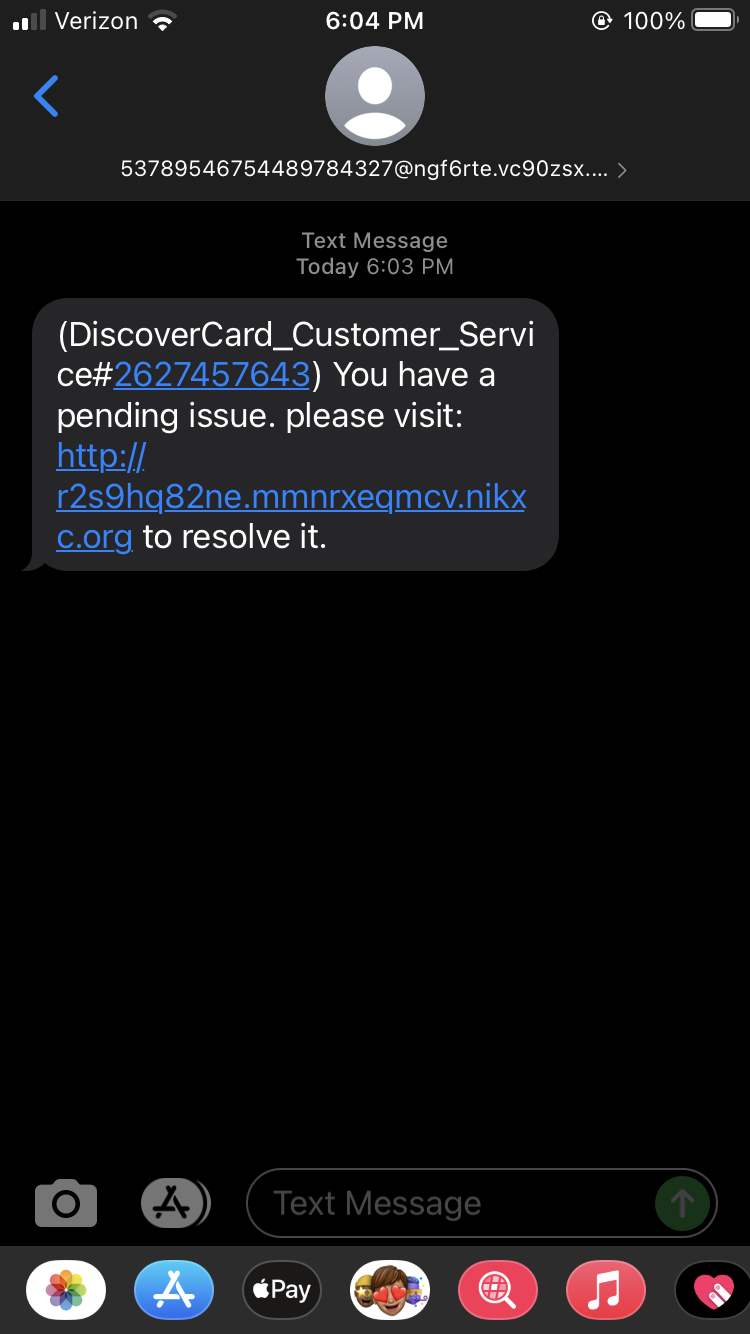 Verizon 6:04 PM 100%
53789546754489784327@ngf6rte.vc90zsx....
Text Message
Today 6:03 PM
(DiscoverCard_Customer_Servi
ce#2627457643) You have a
pending issue. please visit:
http://
r2s9hq82ne.mmnrxeqmcv.nikx
c.org to resolve it.
Text Message
Pay